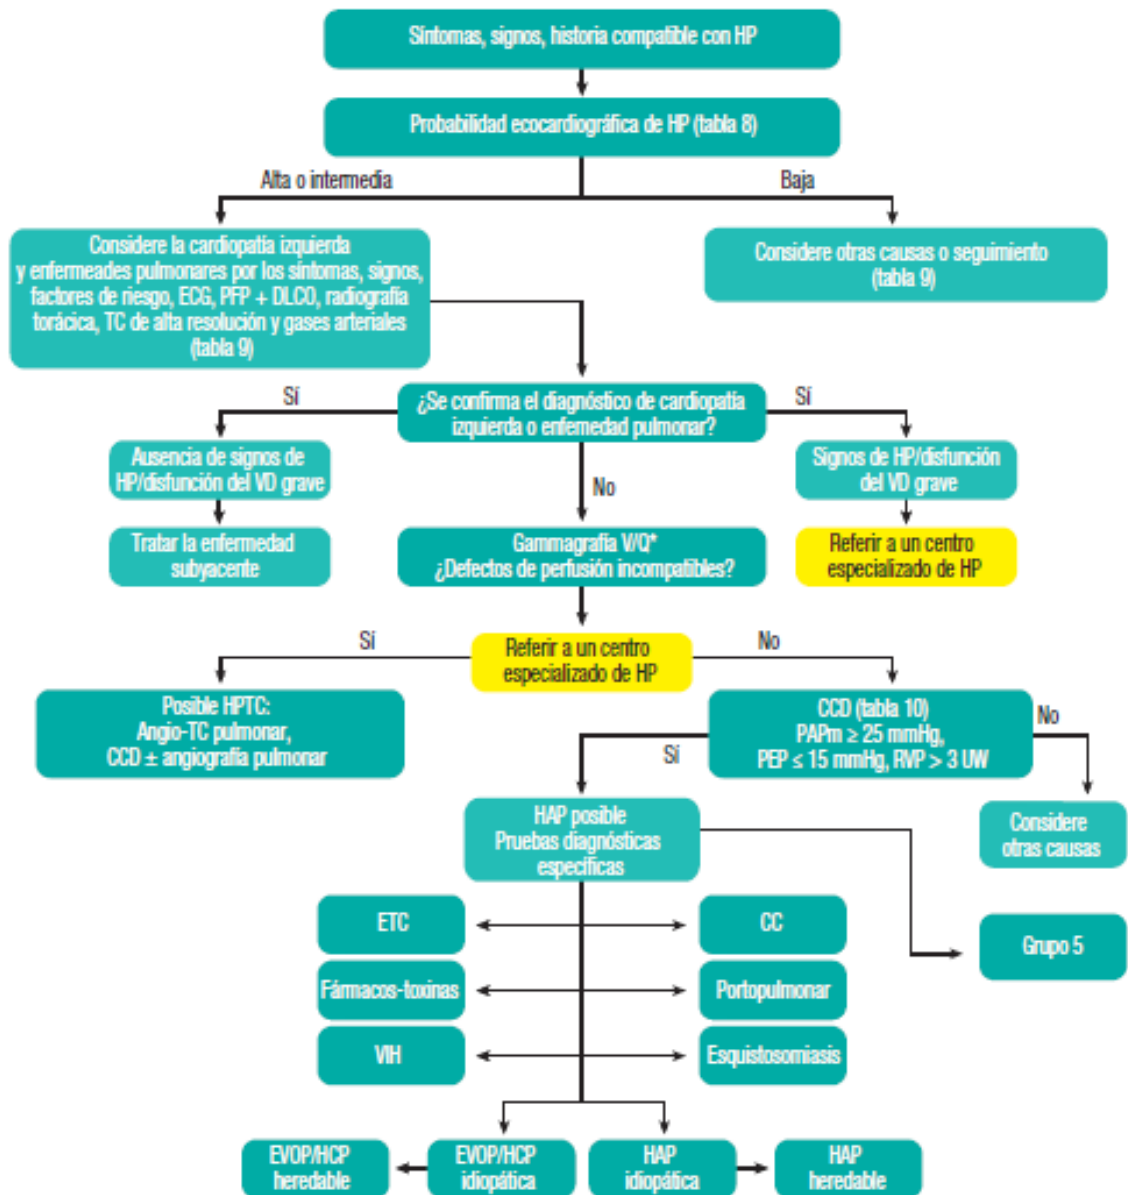 Síntomas, signos, historia compatible con HP
Probabilidad ecocardiográfica de HP (tabla 8)
Alta o intermedia
Baja
Considere la cardiopatía izquierda
y enfermeades pulmonares por los síntomas, signos,
factores de riesgo, ECG, PFP + DLCO, radiografía
torácica, TC de alta resolución y gases arteriales
(tabla 9)
Considere otras causas o seguimiento
(tabla 9)
¿Se confirma el diagnóstico de cardiopatía
izquierda o enfemedad pulmonar?
Sí
Sí
Ausencia de signos de
HP/disfunción del VD grave
Signos de HP/disfunción
del VD grave
No
Tratar la enfermedad
subyacente
Gammagrafía V/Q*
¿Defectos de perfusión incompatibles?
Referir a un centro
especializado de HP
Sí
Referir a un centro
especializado de HP
No
Posible HPTC:
Angio-TC pulmonar,
CCD ± angiografía pulmonar
CCD (tabla 10)
PAPm ≥ 25 mmHg,
PEP ≤ 15 mmHg, RVP > 3 UW
No
Sí
HAP posible
Pruebas diagnósticas
específicas
Considere
otras causas
ETC
CC
Grupo 5
Fármacos-toxinas
Portopulmonar
VIH
Esquistosomiasis
EVOP/HCP
heredable
EVOP/HCP
idiopática
HAP
idiopática
HAP
heredable